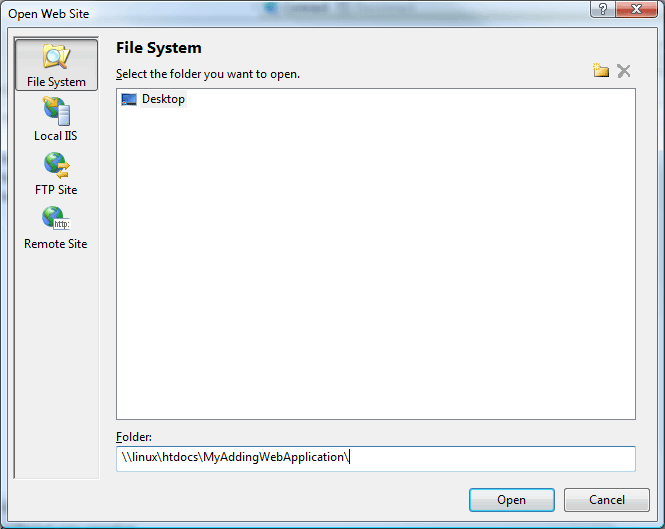 Open Web Site
File System
Select the folder you want to open.
File System
Desktop
Local IIS
FTP Site
http:
Remote Site
Folder:
\\linux\htdocs\MyAddingWebApplication\
Open
Cancel